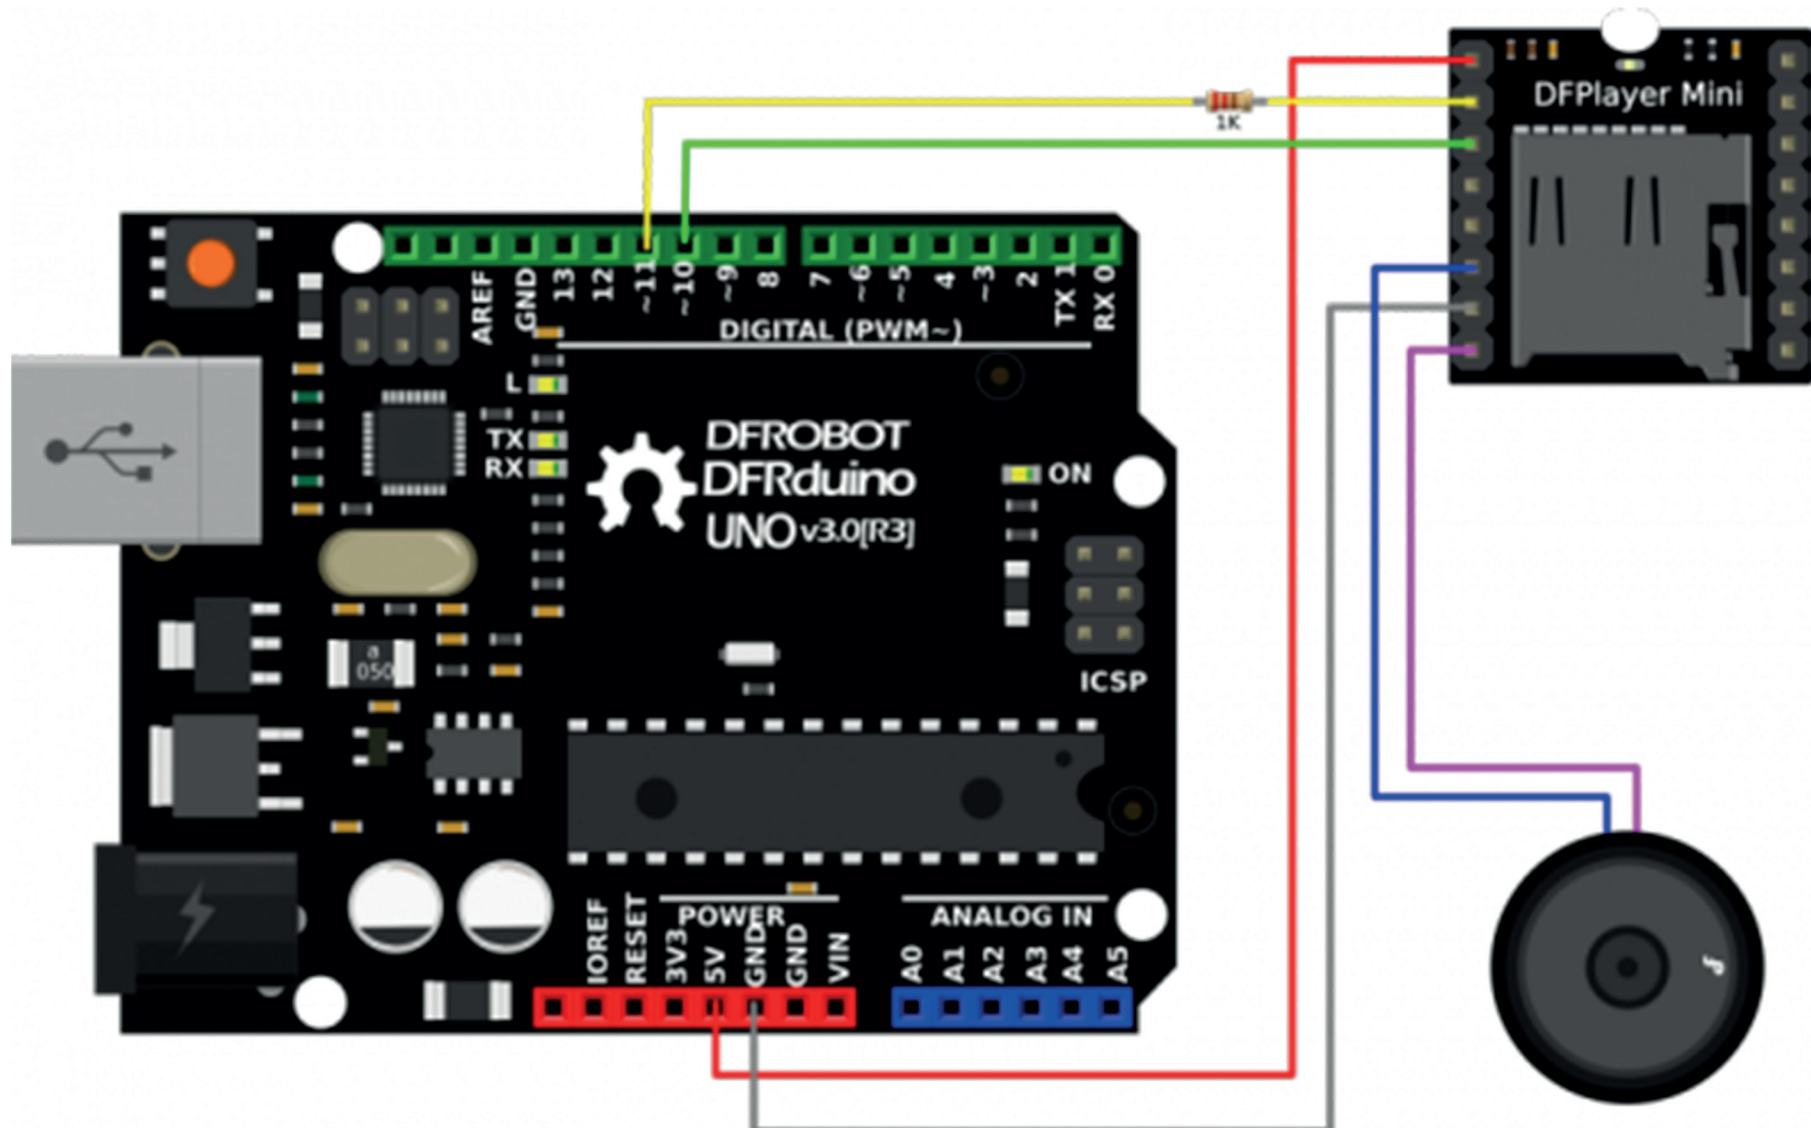 DFPlayer Mini
1K
AREF
GND
13
12
~11
~10
~9
8
7
~6
~5
4
~3
2
TX 1
RX 0
DIGITAL (PWM~)
L
TX
RX
DFROBOT
DFRduino
UNO v3.0[R3]
ON
ICSP
a
050
POWER
ANALOG IN
IOREF
RESET
3V3
5V
GND
GND
VIN
A0
A1
A2
A3
A4
A5